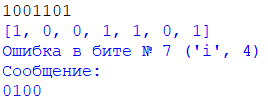 1001101
[1, 0, 0, 1, 1, 0, 1]
Ошибка в бите № 7 ('i', 4)
Сообщение:
0100